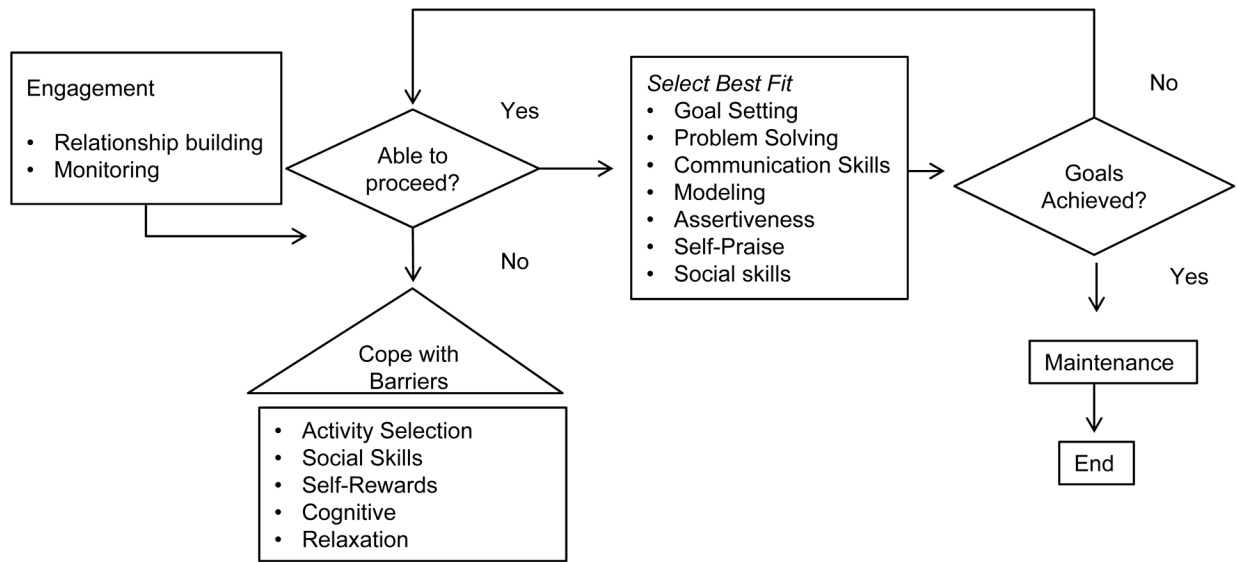 Engagement
• Relationship building
• Monitoring
Able to
proceed?
Yes
No
Cope with
Barriers
• Activity Selection
• Social Skills
• Self-Rewards
• Cognitive
• Relaxation
Select Best Fit
• Goal Setting
• Problem Solving
• Communication Skills
• Modeling
• Assertiveness
• Self-Praise
• Social skills
Goals
Achieved?
No
Yes
Maintenance
End